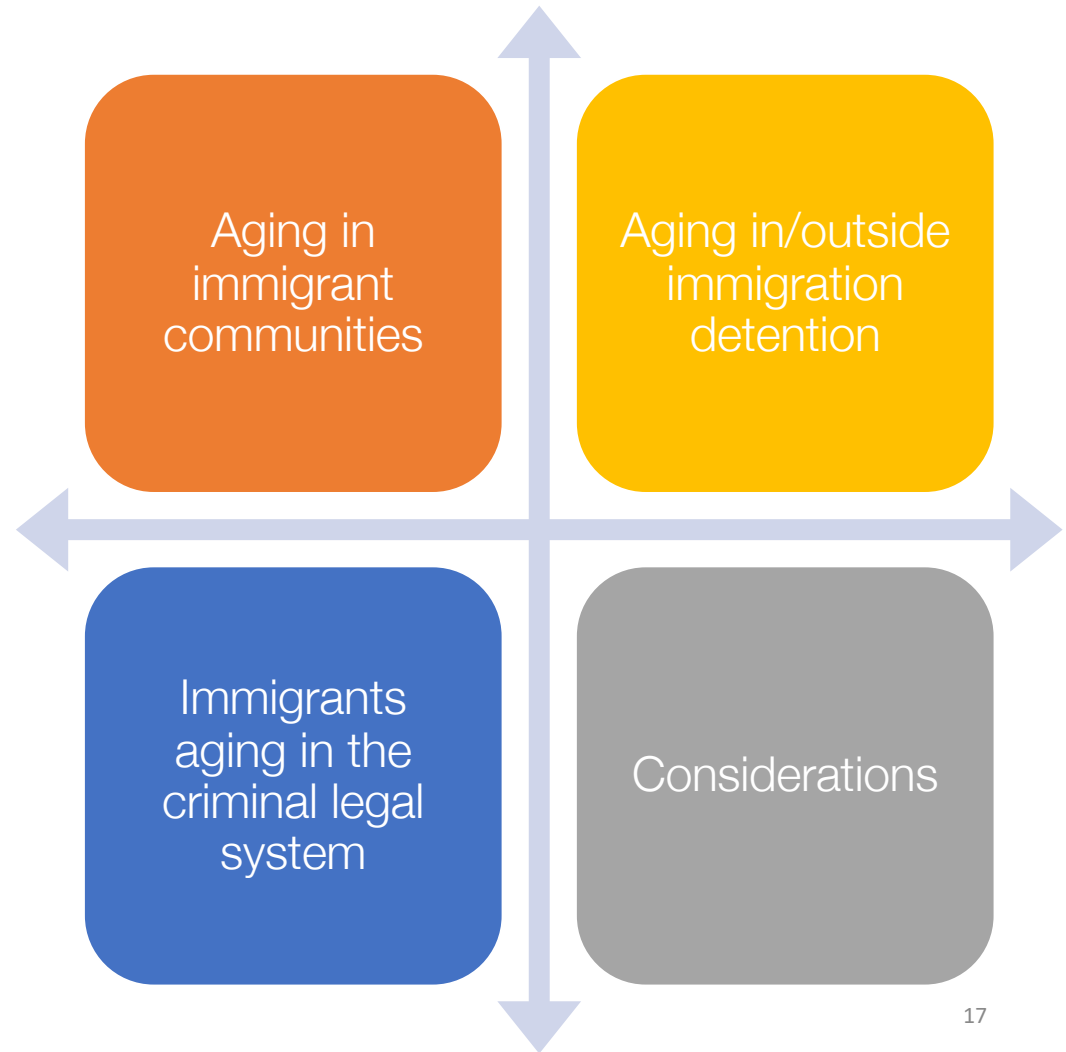 Aging in
immigrant
communities
Aging in/outside
immigration
detention
Immigrants
aging in the
criminal legal
system
Considerations
17